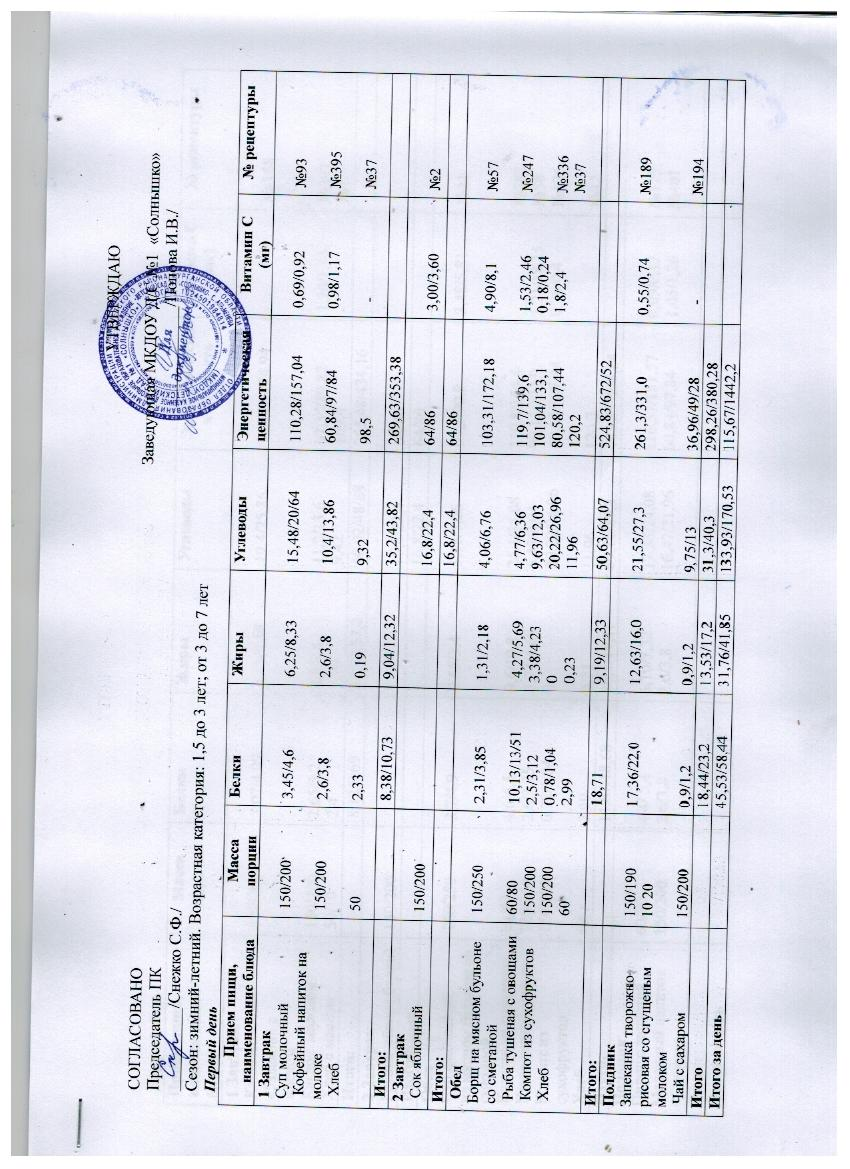 СОГЛАСОВАНО
Председатель ПК
/Снежко С.Ф./
УТВЕРЖДАЮ
Заведующая МКДОУ Д/С №1 «Солнышко»
/Попова И.В./
Сезон: зимний-летний. Возрастная категория: 1,5 до 3 лет; от 3 до 7 лет
Первый день
Прием пищи, наименование блюда Масса порции Белки Жиры Углеводы Энергетическая ценность Витамин С (мг) № рецептуры
1 Завтрак
Суп молочный 150/200 3,45/4,6 6,25/8,33 15,48/20/64 110,28/157,04 0,69/0,92 №93
Кофейный напиток на молоке 150/200 2,6/3,8 2,6/3,8 10,4/13,86 60,84/97/84 0,98/1,17 №395
Хлеб 50 2,33 0,19 9,32 98,5 - №37
Итого: 8,38/10,73 9,04/12,32 35,2/43,82 269,63/353,38
2 Завтрак
Сок яблочный 150/200 16,8/22,4 64/86, 3,00/3,60 №2
Итого: 16,8/22,4 64/86
Обед
Борщ на мясном бульоне со сметаной 150/250 2,31/3,85 1,31/2,18 4,06/6,76 103,31/172,18 4,90/8,1 №57
Рыба тушеная с овощами 60/80 10,13/13/51 4,27/5,69 4,77/6,36 119,7/139,6 1,53/2,46 №247
Компот из сухофруктов 150/200 2,5/3,12 3,38/4,23 9,63/12,03 101,04/133,1 0,18/0,24
Хлеб 150/200 0,78/1,04 0 20,22/26,96 80,58/107,44 1,8/2,4 №336
60 2,99 0,23 11,96 120,2 №37
Итого: 18,71 9,19/12,33 50,63/64,07 524,83/672/52
Полдник
Запеканка творожно-рисовая со сгущеным молоком 150/190 10 20 17,36/22,0 12,63/16,0 21,55/27,3 261,3/331,0 0,55/0,74 №189
Чай с сахаром 150/200 0,9/1,2 0,9/1,2 9,75/13 36,96/49/28 - №194
Итого 18,44/23,2 13,53/17,2 31,3/40,3 298,26/380,28
Итого за день 45,53/58,44 31,76/41,85 133,93/170,53 115,67/1442,2